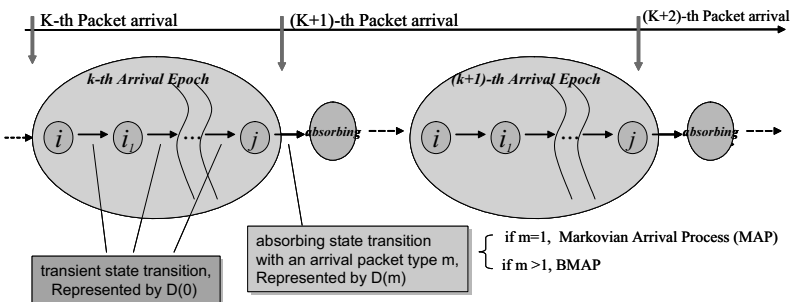 K-th Packet arrival
(K+1)-th Packet arrival
(K+2)-th Packet arrival
k-th Arrival Epoch
(k+1)-th Arrival Epoch
i i₁ ... j absorbing i i₁ ... j absorbing
absorbing state transition
with an arrival packet type m,
Represented by D(m)
if m=1, Markovian Arrival Process (MAP)
if m >1, BMAP
transient state transition,
Represented by D(0)